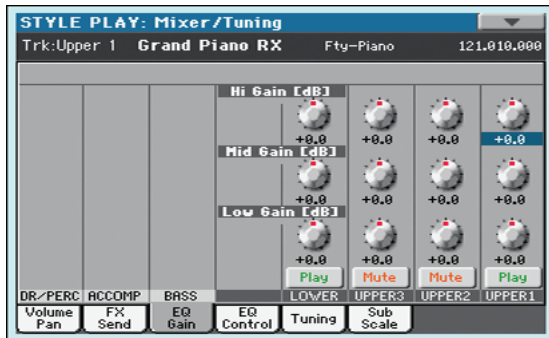 STYLE PLAY: Mixer/Tuning
Trk:Upper 1 Grand Piano RX Fty-Piano 121.010.000
Hi Gain [dB]
+0.0 +0.0 +0.0 +0.0
Mid Gain [dB]
+0.0 +0.0 +0.0 +0.0
Low Gain [dB]
+0.0 +0.0 +0.0 +0.0
Play Mute Mute Play
DR/PERC ACCOMP BASS LOWER UPPER3 UPPER2 UPPER1
Volume Pan FX Send EQ Gain EQ Control Tuning Sub Scale